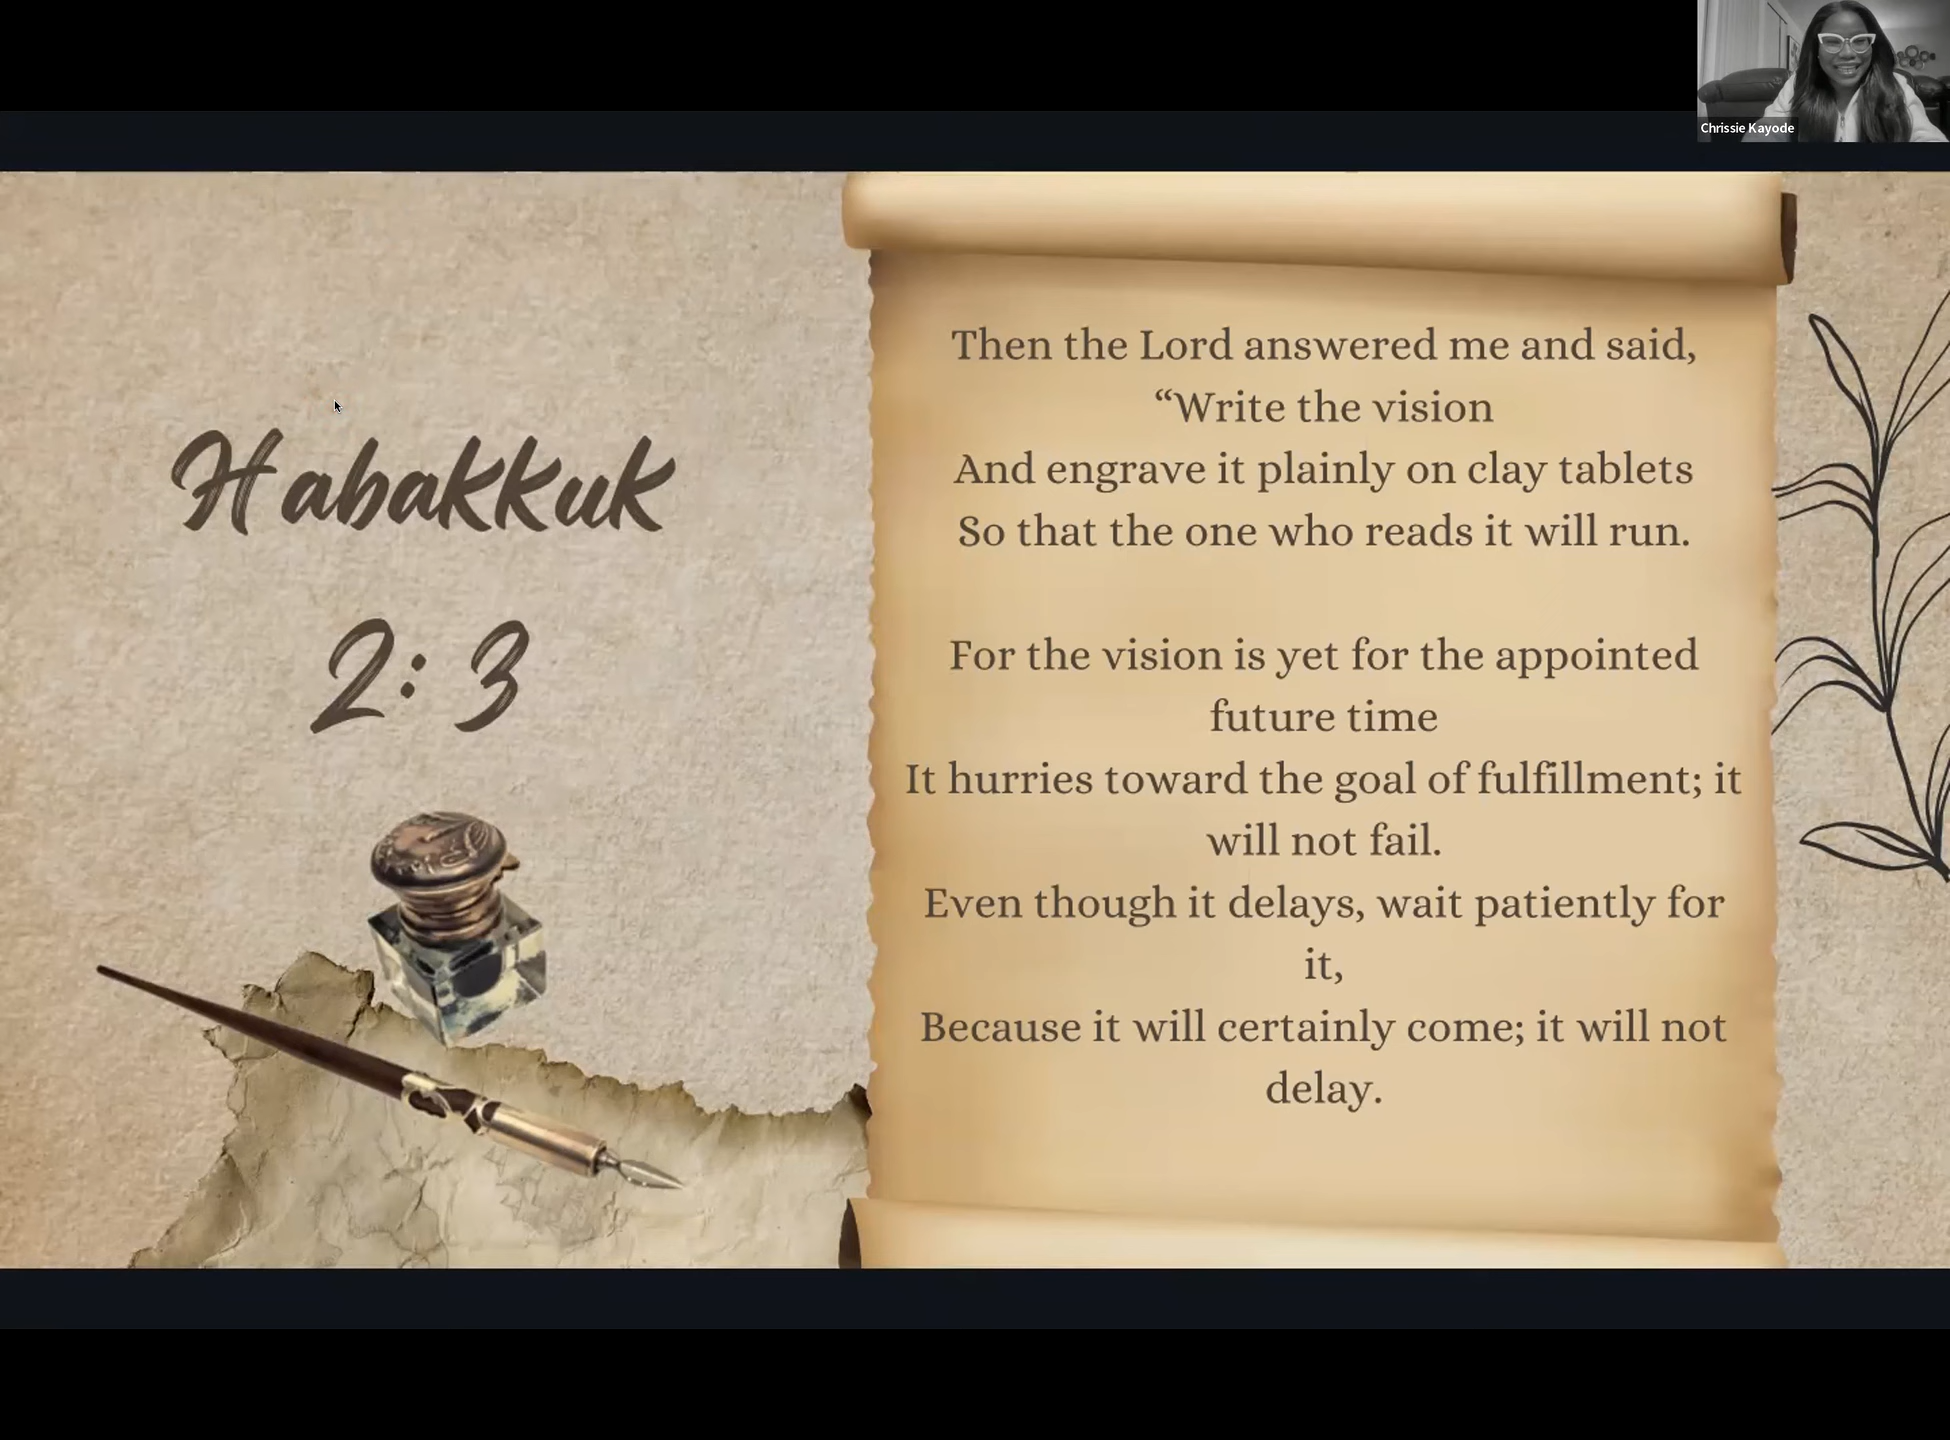 Chrissie Kayode
Habakkuk
2: 3
Then the Lord answered me and said,
“Write the vision
And engrave it plainly on clay tablets
So that the one who reads it will run.
For the vision is yet for the appointed
future time
It hurries toward the goal of fulfillment; it
will not fail.
Even though it delays, wait patiently for
it,
Because it will certainly come; it will not
delay.